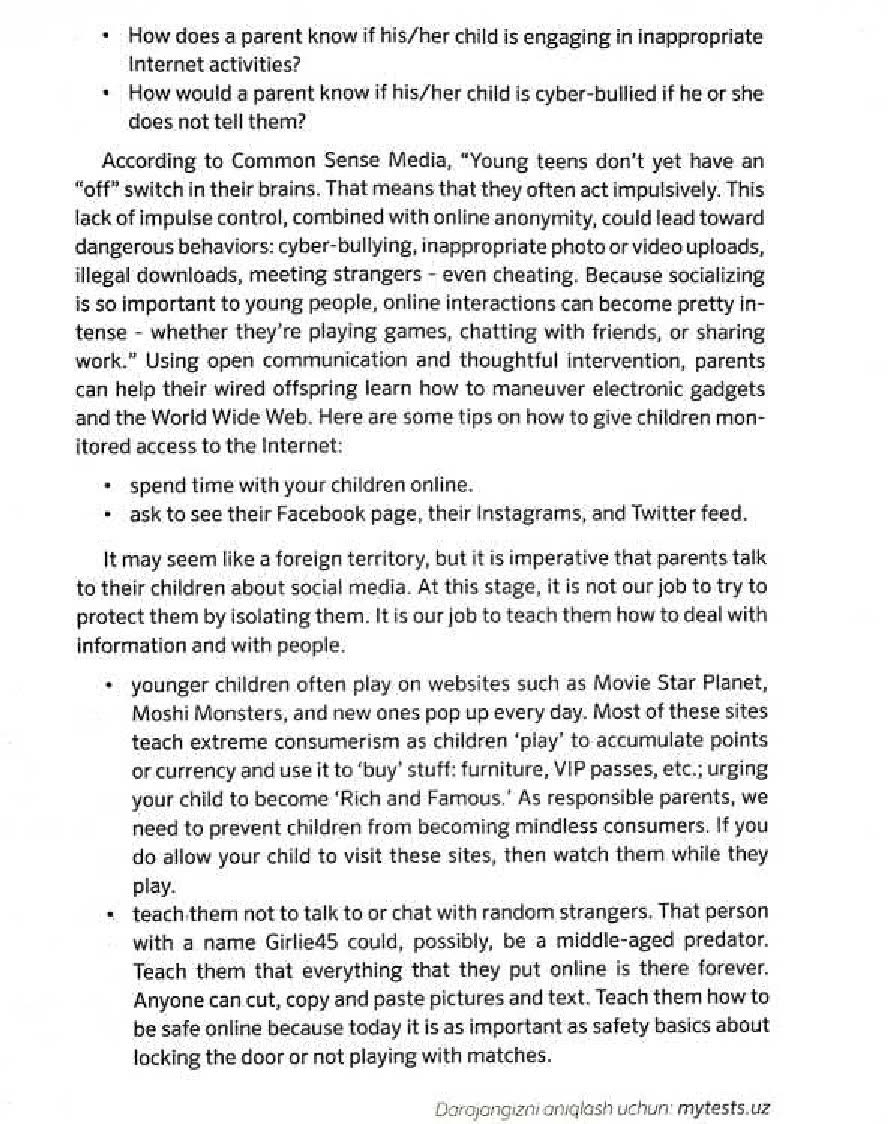 • How does a parent know if his/her child is engaging in inappropriate
Internet activities?
• How would a parent know if his/her child is cyber-bullied if he or she
does not tell them?
According to Common Sense Media, "Young teens don't yet have an
"off" switch in their brains. That means that they often act impulsively. This
lack of impulse control, combined with online anonymity, could lead toward
dangerous behaviors: cyber-bullying, inappropriate photo or video uploads,
illegal downloads, meeting strangers - even cheating. Because socializing
is so important to young people, online interactions can become pretty in-
tense - whether they're playing games, chatting with friends, or sharing
work." Using open communication and thoughtful intervention, parents
can help their wired offspring learn how to maneuver electronic gadgets
and the World Wide Web. Here are some tips on how to give children mon-
itored access to the Internet:
• spend time with your children online.
• ask to see their Facebook page, their Instagrams, and Twitter feed.
It may seem like a foreign territory, but it is imperative that parents talk
to their children about social media. At this stage, it is not our job to try to
protect them by isolating them. It is our job to teach them how to deal with
information and with people.
• younger children often play on websites such as Movie Star Planet,
Moshi Monsters, and new ones pop up every day. Most of these sites
teach extreme consumerism as children 'play' to accumulate points
or currency and use it to 'buy' stuff: furniture, VIP passes, etc.; urging
your child to become 'Rich and Famous.' As responsible parents, we
need to prevent children from becoming mindless consumers. If you
do allow your child to visit these sites, then watch them while they
play.
• teach them not to talk to or chat with random strangers. That person
with a name Girlie45 could, possibly, be a middle-aged predator.
Teach them that everything that they put online is there forever.
Anyone can cut, copy and paste pictures and text. Teach them how to
be safe online because today it is as important as safety basics about
locking the door or not playing with matches.
Darajangizni aniqlash uchun: mytests.uz